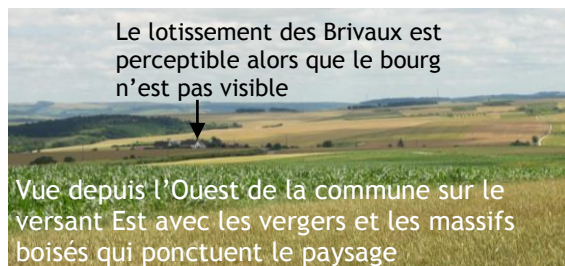 Le lotissement des Brivaux est
perceptible alors que le bourg
n'est pas visible
Vue depuis l'Ouest de la commune sur le
versant Est avec les vergers et les massifs
boisés qui ponctuent le paysage